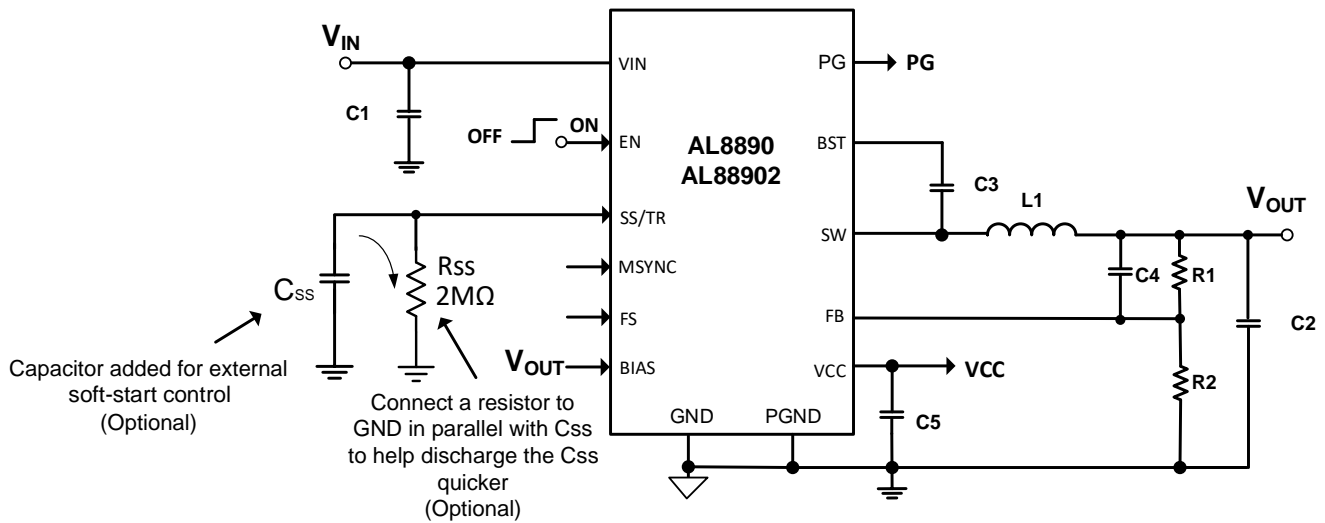 VIN
C1
OFF
ON
VIN
EN
SS/TR
MSYNC
FS
VOUT
BIAS
AL8890
AL88902
GND
PGND
PG
PG
BST
SW
FB
VCC
VCC
C3
L1
VOUT
C4
R1
C2
R2
C5
CSS
Rss
2MΩ
Capacitor added for external
soft-start control
(Optional)
Connect a resistor to
GND in parallel with Css
to help discharge the Css
quicker
(Optional)